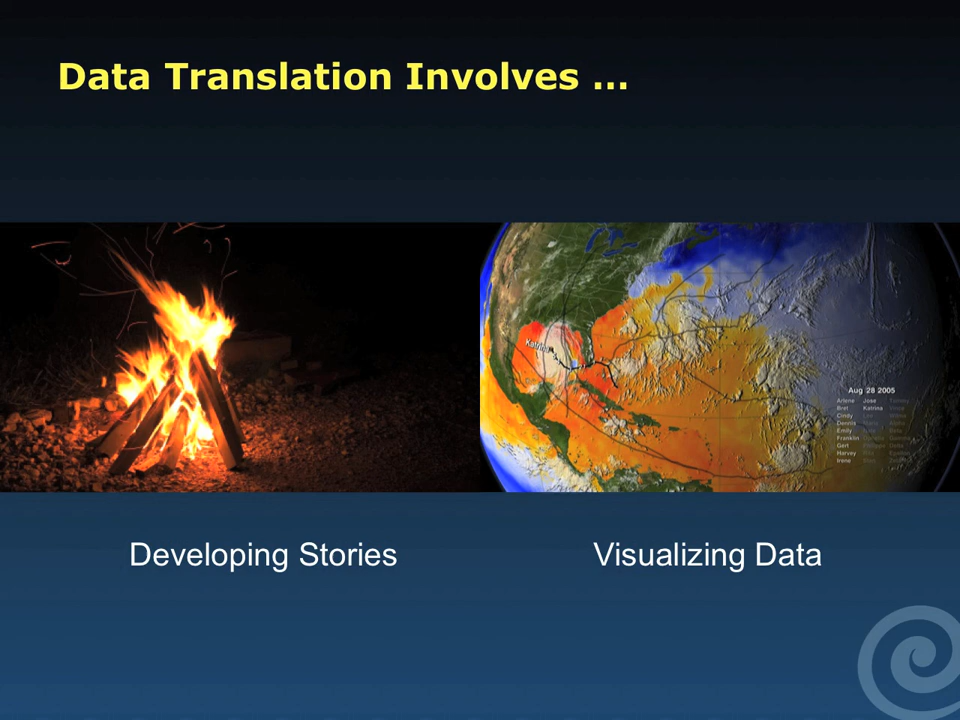 Data Translation Involves ...
Katrina
Aug 28 2005
Arlene Jose
Bret Katrina
Cindy
Dennis
Emily
Franklin
Gert
Harvey
Irene
Developing Stories
Visualizing Data